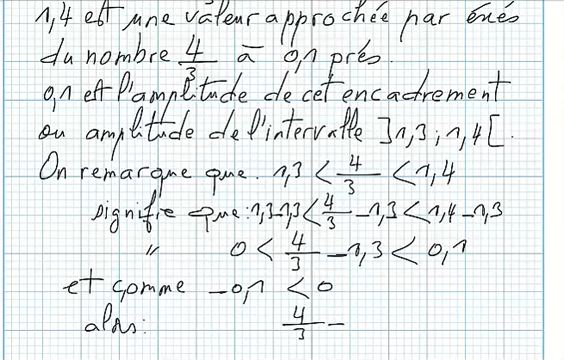 1,4 est une valeur approchée par excés
du nombre 4/3 à 0,1 prés.
0,1 est l'amplitude de cet encadrement
ou amplitude de l'intervalle ]1,3 ; 1,4[.
On remarque que. 1,3 < 4/3 < 1,4
signifie que: 1,3-1,3 < 4/3 - 1,3 < 1,4 - 1,3
" 0 < 4/3 - 1,3 < 0,1
et comme -0,1 < 0
alors: 4/3 -